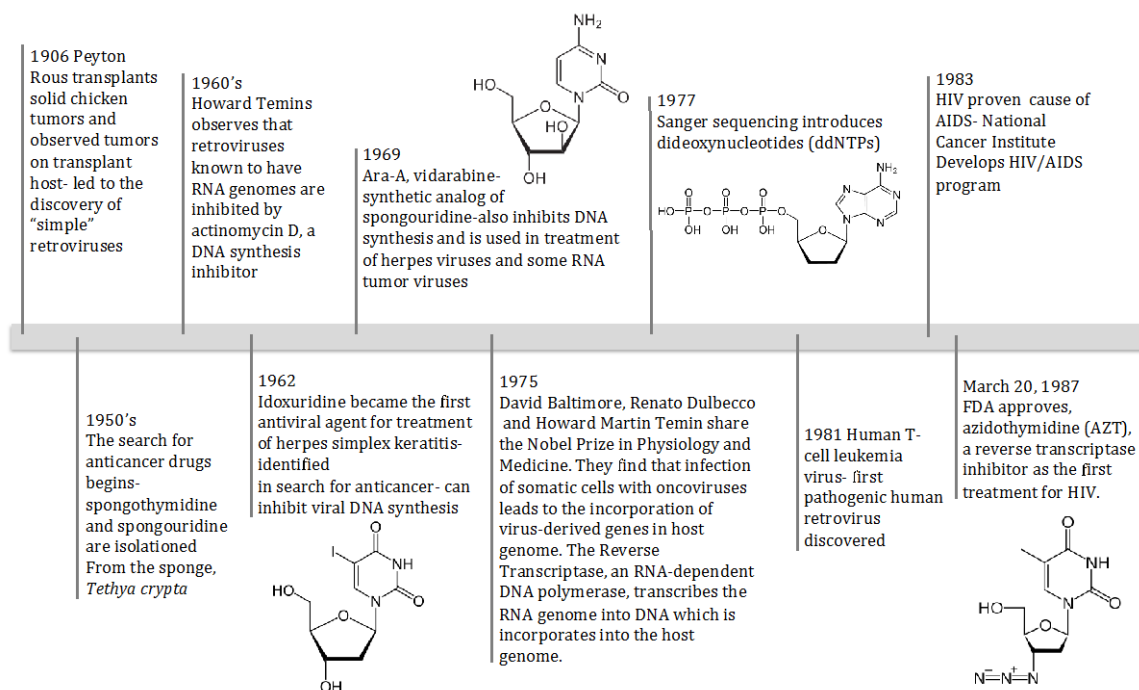 1906 Peyton
Rous transplants
solid chicken
tumors and
observed tumors
on transplant
host- led to the
discovery of
“simple”
retroviruses
1950’s
The search for
anticancer drugs
begins-
spongothymidine
and spongouridine
are isolationed
From the sponge,
Tethya crypta
1960’s
Howard Temins
observes that
retroviruses
known to have
RNA genomes are
inhibited by
actinomycin D, a
DNA synthesis
inhibitor
1962
Idoxuridine became the first
antiviral agent for treatment
of herpes simplex keratitis-
identified
in search for anticancer- can
inhibit viral DNA synthesis
I
O
NH
N
O
HO
O
OH
1969
Ara-A, vidarabine-
synthetic analog of
spongouridine-also inhibits DNA
synthesis and is used in treatment
of herpes viruses and some RNA
tumor viruses
NH2
N
N
O
HO
O
HO
OH
1975
David Baltimore, Renato Dulbecco
and Howard Martin Temin share
the Nobel Prize in Physiology and
Medicine. They find that infection
of somatic cells with oncoviruses
leads to the incorporation of
virus-derived genes in host
genome. The Reverse
Transcriptase, an RNA-dependent
DNA polymerase, transcribes the
RNA genome into DNA which is
incorporates into the host
genome.
1977
Sanger sequencing introduces
dideoxynucleotides (ddNTPs)
NH2
N
N
N
N
O O O
HO-P-O-P-O-P-O
OH OH OH
O
1981 Human T-
cell leukemia
virus- first
pathogenic human
retrovirus
discovered
1983
HIV proven cause of
AIDS- National
Cancer Institute
Develops HIV/AIDS
program
March 20, 1987
FDA approves,
azidothymidine (AZT),
a reverse transcriptase
inhibitor as the first
treatment for HIV.
O
NH
N
O
HO
O
N=N=N
− +